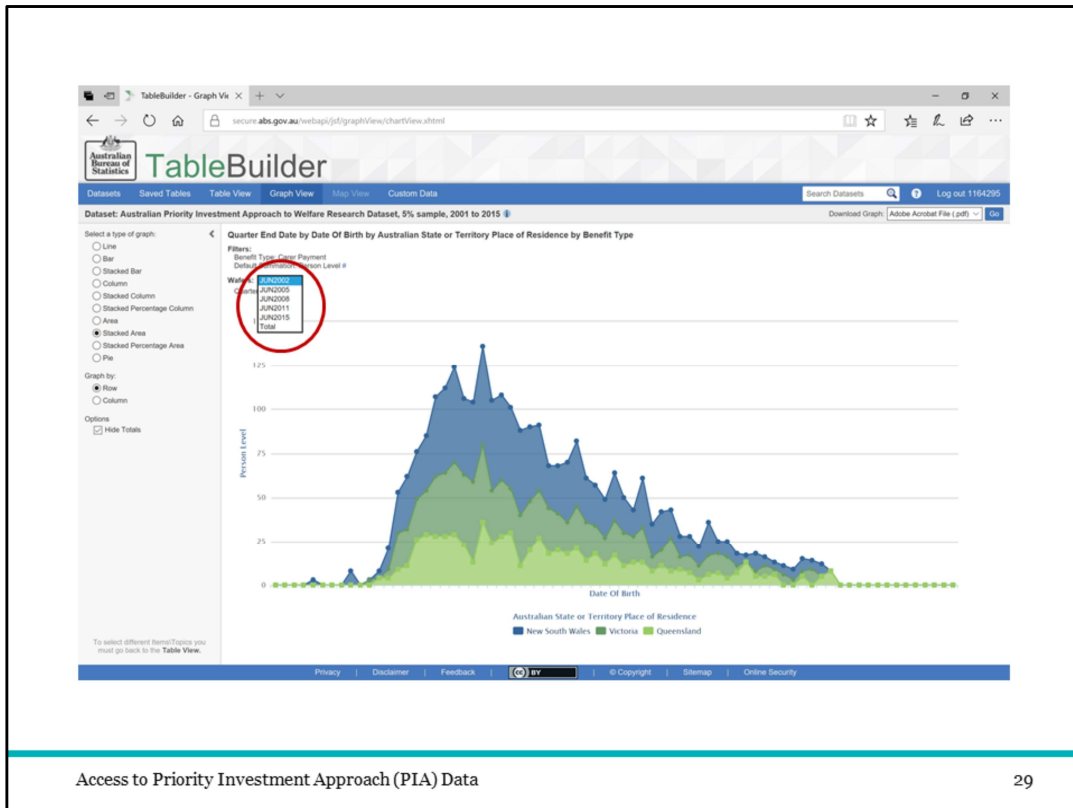 TableBuilder - Graph Vie
secure.abs.gov.au/webapi/jsf/graphView/chartView.xhtml
Australian
Bureau of
Statistics
TableBuilder
Datasets Saved Tables Table View Graph View Map View Custom Data Search Datasets Log out 1164295
Dataset: Australian Priority Investment Approach to Welfare Research Dataset, 5% sample, 2001 to 2015 Download Graph: Adobe Acrobat File (.pdf) Go
Select a type of graph:
Line
Bar
Stacked Bar
Column
Stacked Column
Stacked Percentage Column
Area
Stacked Area
Stacked Percentage Area
Pie
Graph by:
Row
Column
Options
Hide Totals
To select different Items\Topics you
must go back to the Table View.
Quarter End Date by Date Of Birth by Australian State or Territory Place of Residence by Benefit Type
Filters:
Benefit Type: Carer Payment
Default Summation: Person Level #
Wafers:
JUN2002
JUN2005
JUN2008
JUN2011
JUN2015
Total
125
100
75
50
25
0
Person Level
Date Of Birth
Australian State or Territory Place of Residence
New South Wales Victoria Queensland
Privacy | Disclaimer | Feedback | CC BY | © Copyright | Sitemap | Online Security
Access to Priority Investment Approach (PIA) Data 29